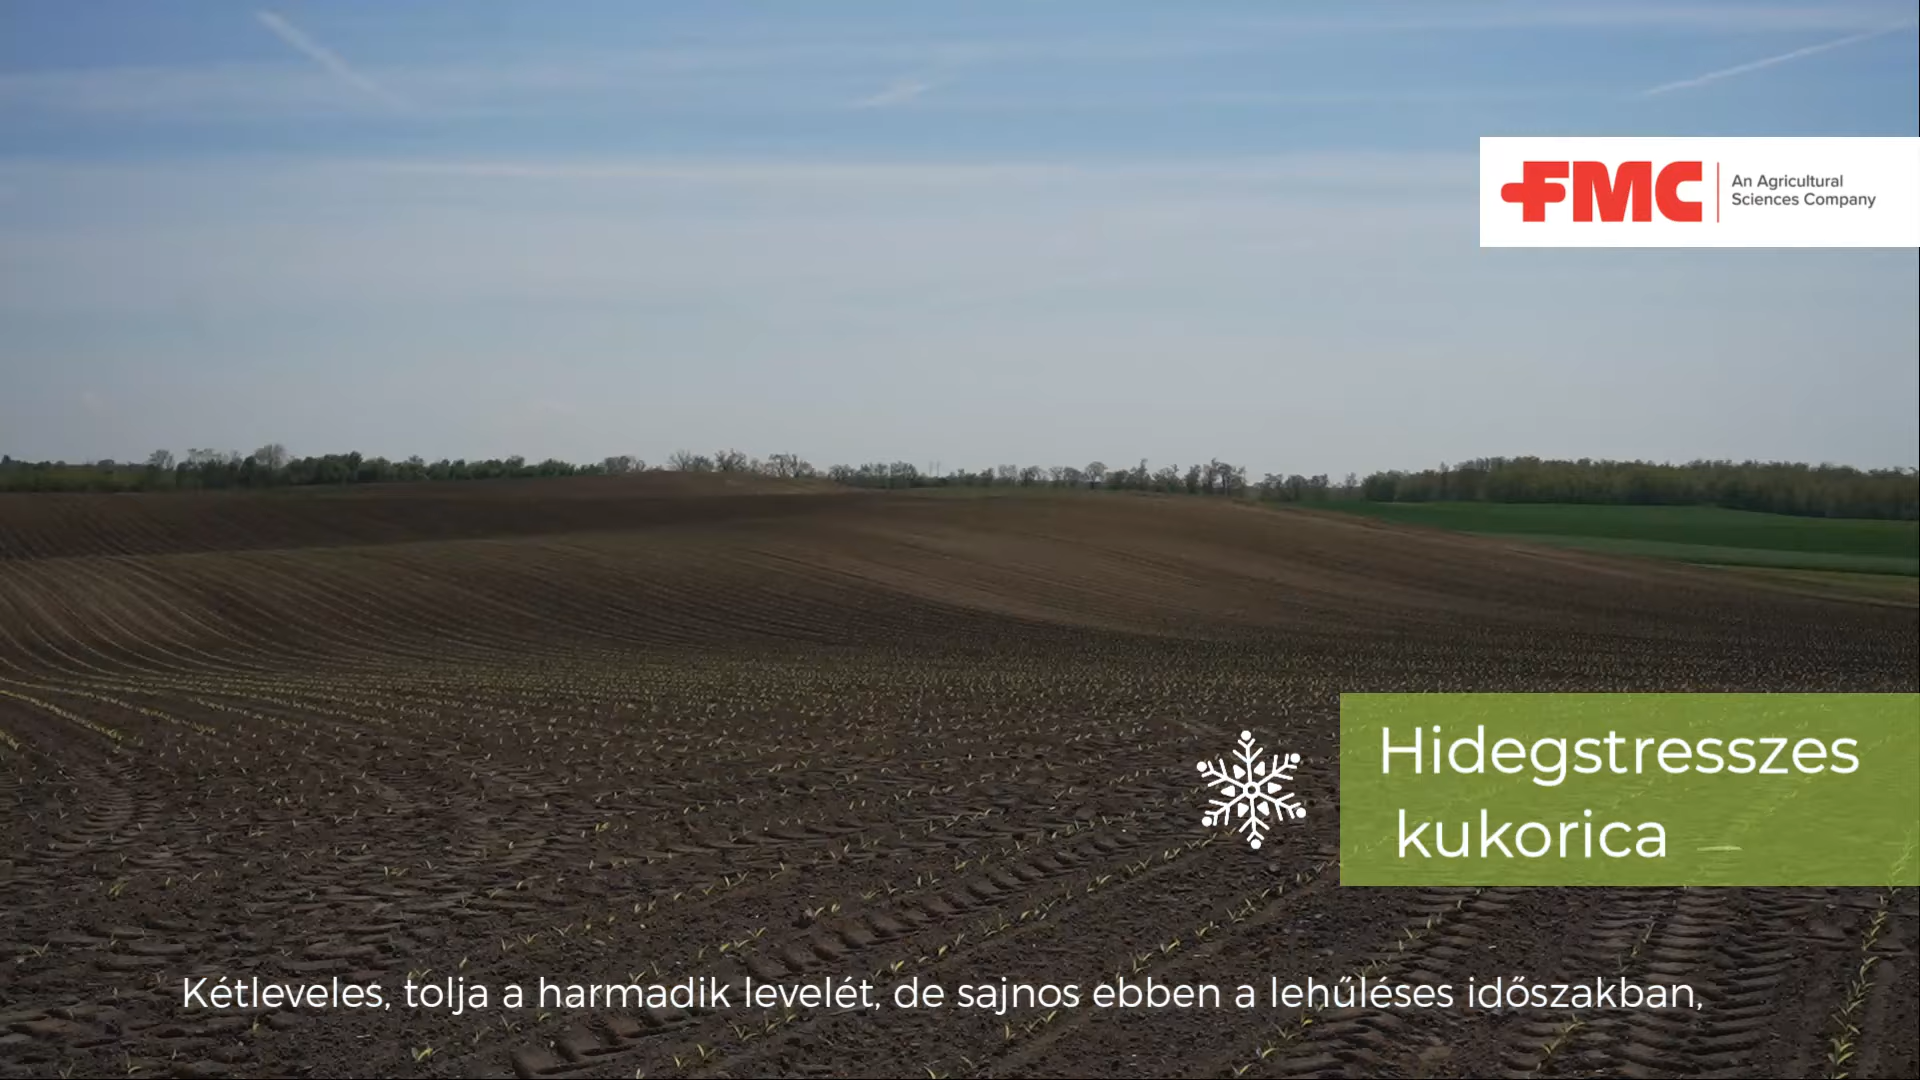 FMC
An Agricultural
Sciences Company
Hidegstresszes
kukorica
Kétleveles, tolja a harmadik levelét, de sajnos ebben a lehűléses időszakban,